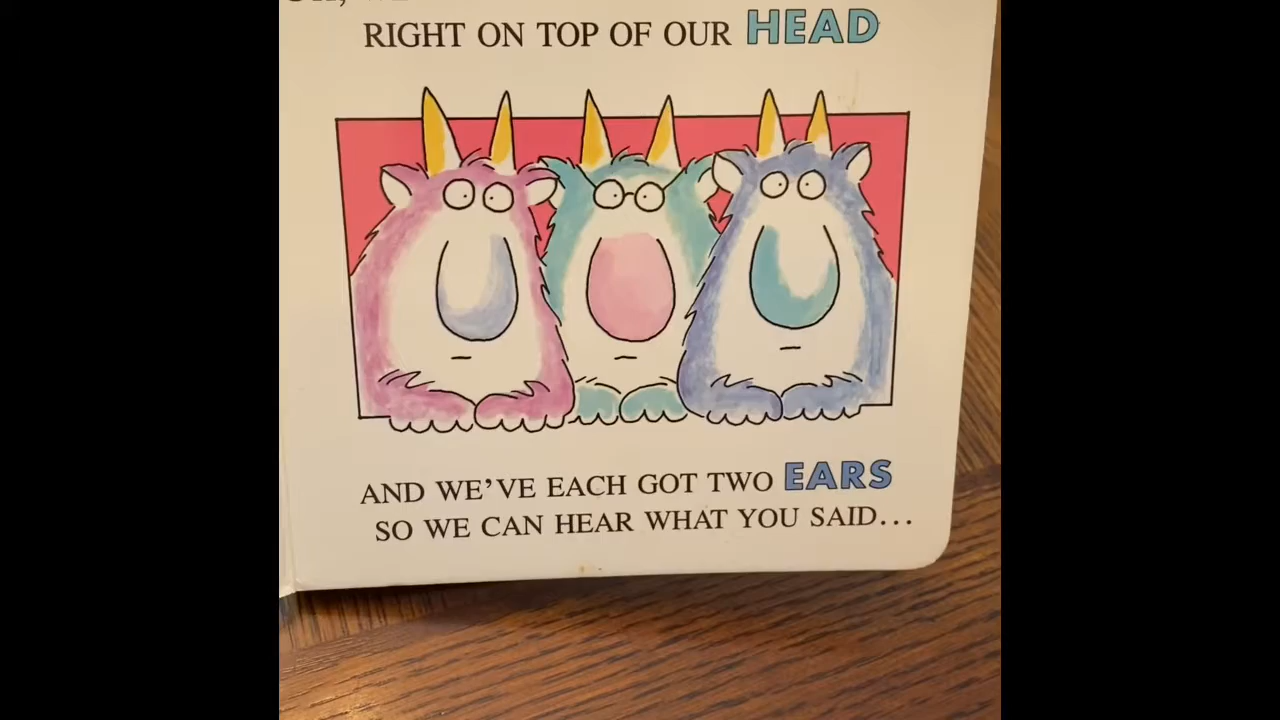 RIGHT ON TOP OF OUR HEAD
AND WE'VE EACH GOT TWO EARS
SO WE CAN HEAR WHAT YOU SAID...